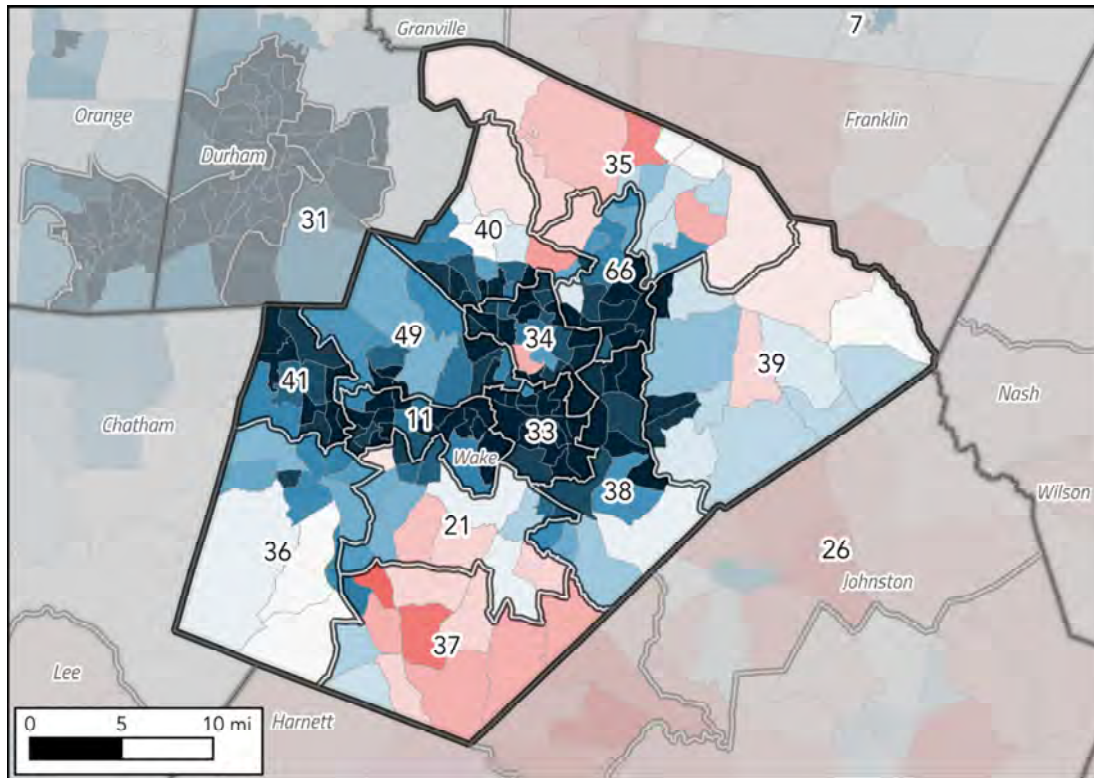 Granville
7
Orange
Franklin
Durham
35
31
40
66
49
34
39
41
Nash
Chatham
11
33
Wake
38
Wilson
21
36
26
Johnston
37
Lee
0 5 10 mi
Harnett